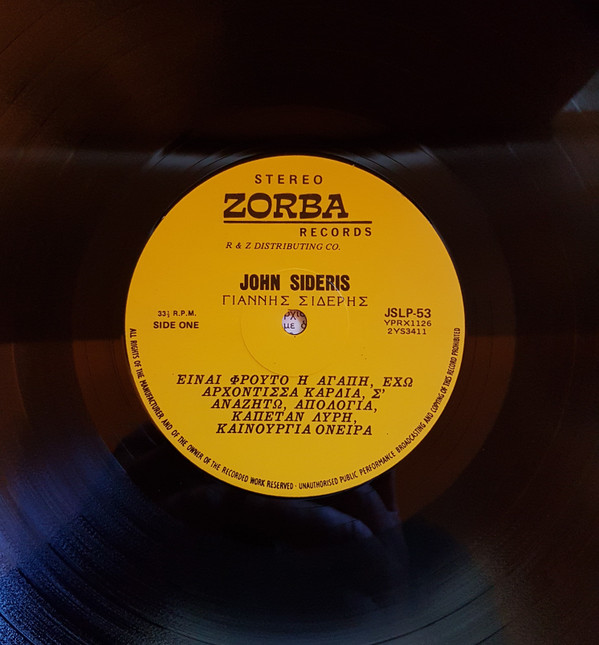 STEREO
ZORBA
RECORDS
R & Z DISTRIBUTING CO.
JOHN SIDERIS
ΓΙΑΝΝΗΣ ΣΙΔΕΡΗΣ
33⅓ R.P.M.
SIDE ONE
JSLP-53
YPRX1126
2YS3411
με
ΕΙΝΑΙ ΦΡΟΥΤΟ Η ΑΓΑΠΗ, ΕΧΩ
ΑΡΧΟΝΤΙΣΣΑ ΚΑΡΔΙΑ, Σ'
ΑΝΑΖΗΤΩ, ΑΠΟΛΟΓΙΑ,
ΚΑΠΕΤΑΝ ΛΥΡΗ,
ΚΑΙΝΟΥΡΓΙΑ ΟΝΕΙΡΑ
ALL RIGHTS OF THE MANUFACTURER AND OF THE OWNER OF THE RECORDED WORK RESERVED · UNAUTHORISED PUBLIC PERFORMANCE BROADCASTING AND COPYING OF THIS RECORD PROHIBITED